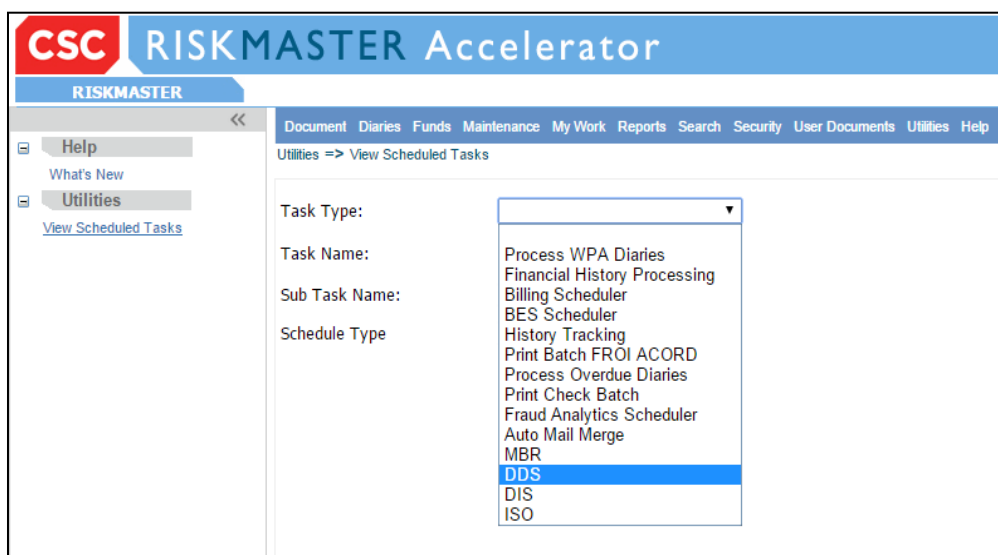 CSC RISKMASTER Accelerator
RISKMASTER
Document Diaries Funds Maintenance My Work Reports Search Security User Documents Utilities Help
Utilities => View Scheduled Tasks
Help
What's New
Utilities
View Scheduled Tasks
Task Type:
Task Name:
Sub Task Name:
Schedule Type
Process WPA Diaries
Financial History Processing
Billing Scheduler
BES Scheduler
History Tracking
Print Batch FROI ACORD
Process Overdue Diaries
Print Check Batch
Fraud Analytics Scheduler
Auto Mail Merge
MBR
DDS
DIS
ISO